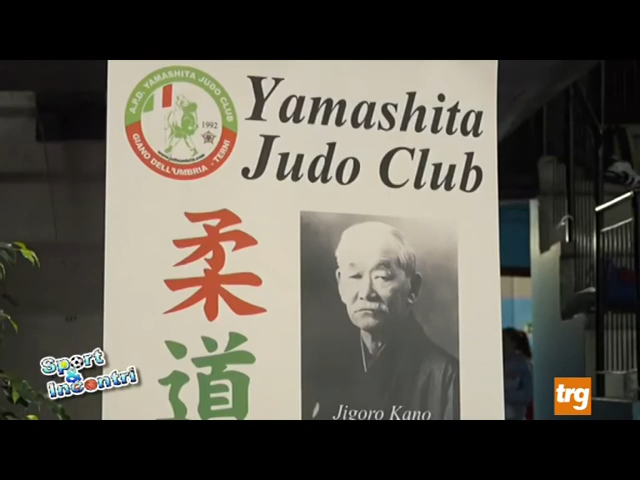 Yamashita
Judo Club
A.P.D. YAMASHITA JUDO CLUB
1992
GIANO DELL'UMBRIA - TERNI
柔道
Jigoro Kano
Sport
&
Incontri
trg